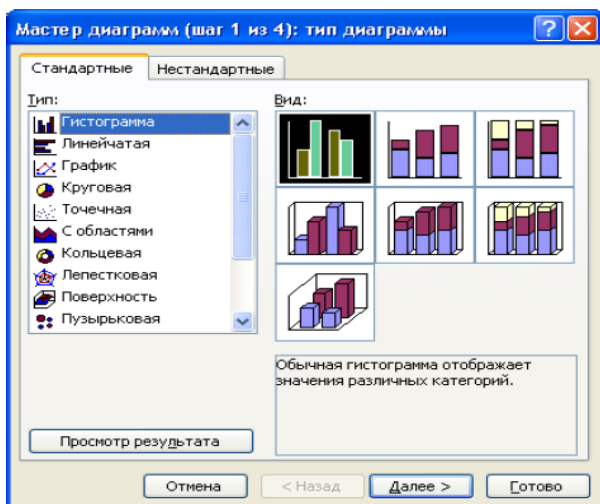 Мастер диаграмм (шаг 1 из 4): тип диаграммы
Стандартные Нестандартные
Тип:
Вид:
Гистограмма
Линейчатая
График
Круговая
Точечная
С областями
Кольцевая
Лепестковая
Поверхность
Пузырьковая
Обычная гистограмма отображает
значения различных категорий.
Просмотр результата
Отмена < Назад Далее > Готово